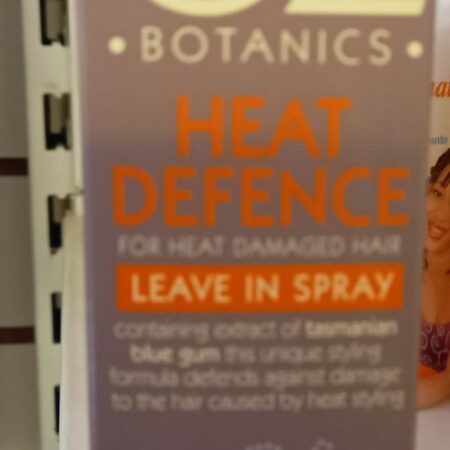 • BOTANICS •
HEAT
DEFENCE
FOR HEAT DAMAGED HAIR
LEAVE IN SPRAY
containing extract of tasmanian
blue gum this unique styling
formula defends against damage
to the hair caused by heat styling